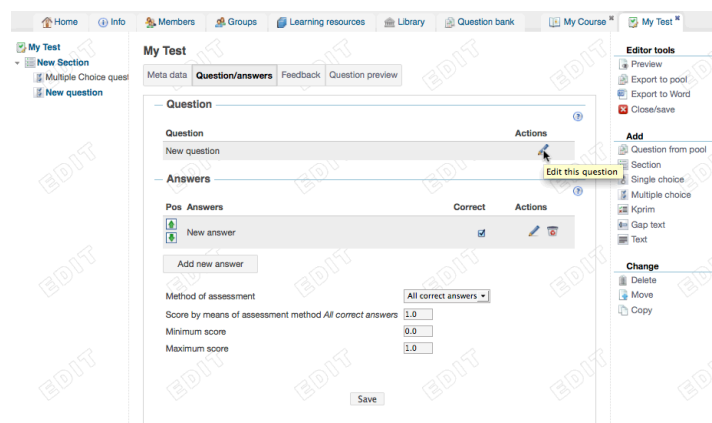 Home Info Members Groups Learning resources Library Question bank My Course × My Test ×
My Test
New Section
Multiple Choice quest
New question
My Test
Meta data Question/answers Feedback Question preview
Question
Question Actions
New question
Edit this question
Answers
Pos Answers Correct Actions
New answer
Add new answer
Method of assessment All correct answers
Score by means of assessment method All correct answers 1.0
Minimum score 0.0
Maximum score 1.0
Save
Editor tools
Preview
Export to pool
Export to Word
Close/save
Add
Question from pool
Section
Single choice
Multiple choice
Kprim
Gap text
Text
Change
Delete
Move
Copy
EDIT